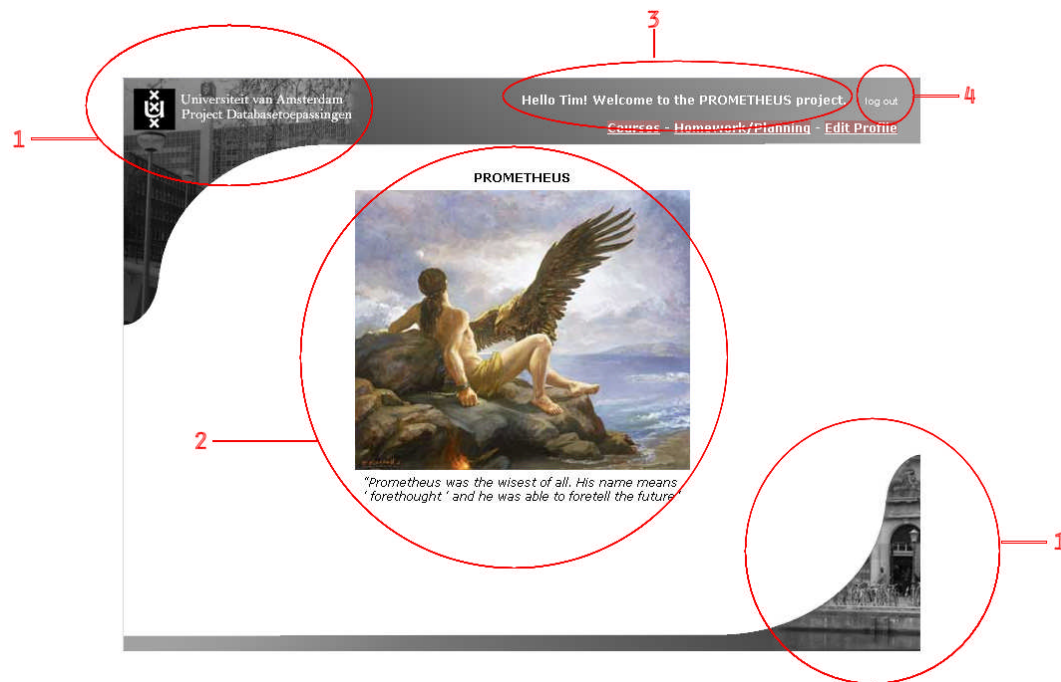 3
Hello Tim! Welcome to the PROMETHEUS project.
log out
4
Universiteit van Amsterdam
Project Databasetoepassingen
Courses - Homework/Planning - Edit Profile
1
PROMETHEUS
2
"Prometheus was the wisest of all. His name means
' forethought ' and he was able to foretell the future"
1